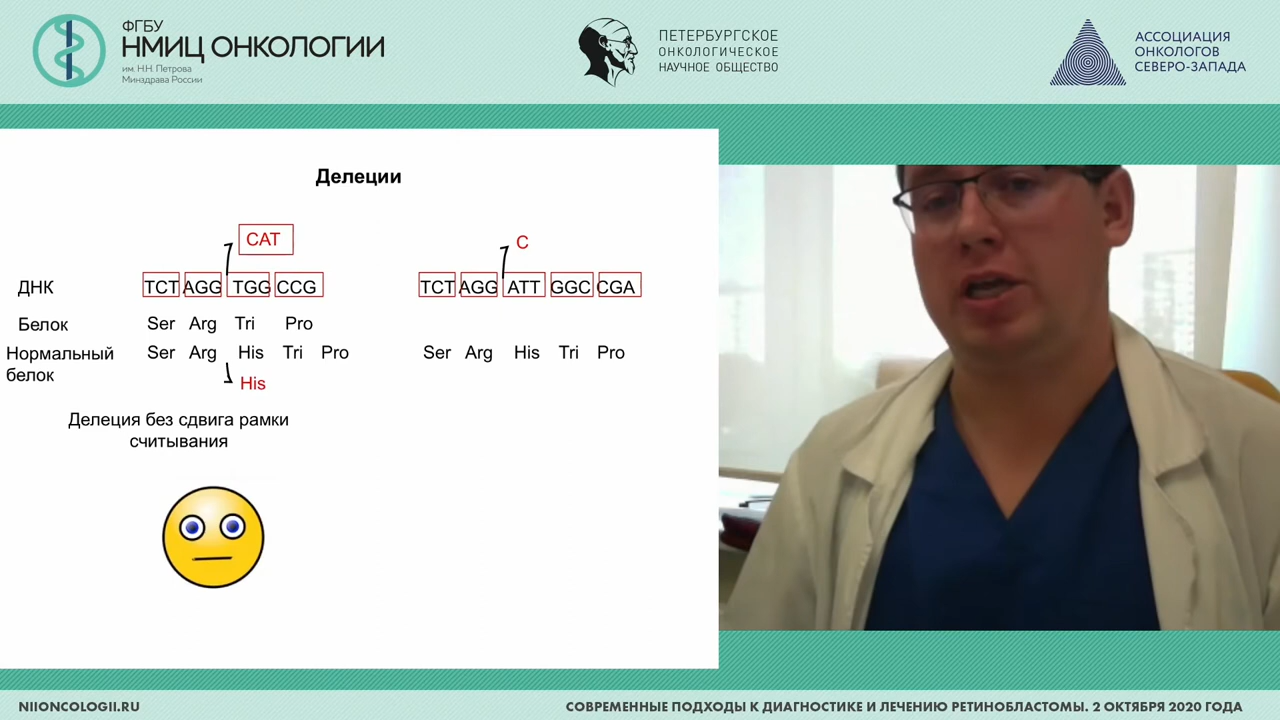 ФГБУ
НМИЦ ОНКОЛОГИИ
им. Н.Н. Петрова
Минздрава России
ПЕТЕРБУРГСКОЕ
ОНКОЛОГИЧЕСКОЕ
НАУЧНОЕ ОБЩЕСТВО
АССОЦИАЦИЯ
ОНКОЛОГОВ
СЕВЕРО-ЗАПАДА
Делеции
CAT C
ДНК TCT AGG TGG CCG TCT AGG ATT GGC CGA
Белок Ser Arg Tri Pro
Нормальный белок Ser Arg His Tri Pro Ser Arg His Tri Pro
His
Делеция без сдвига рамки
считывания
NIIONCOLOGII.RU
СОВРЕМЕННЫЕ ПОДХОДЫ К ДИАГНОСТИКЕ И ЛЕЧЕНИЮ РЕТИНОБЛАСТОМЫ. 2 ОКТЯБРЯ 2020 ГОДА